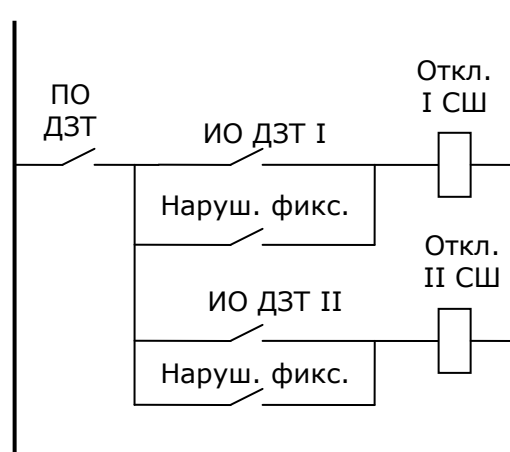 Откл.
I СШ
ПО
ДЗТ
ИО ДЗТ I
Наруш. фикс.
Откл.
II СШ
ИО ДЗТ II
Наруш. фикс.